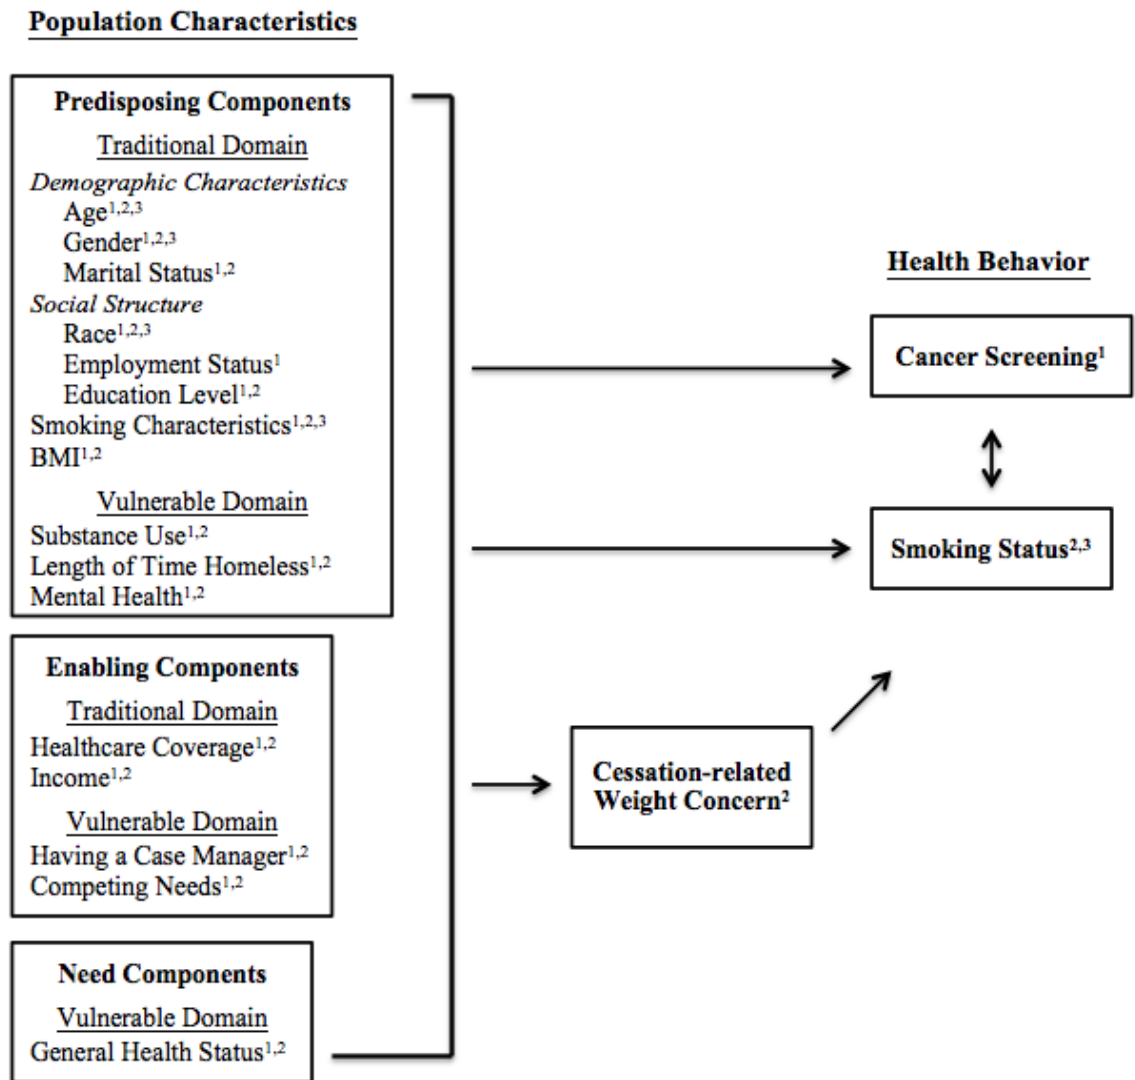 Population Characteristics
Predisposing Components
Traditional Domain
Demographic Characteristics
Age1,2,3
Gender1,2,3
Marital Status1,2
Social Structure
Race1,2,3
Employment Status1
Education Level1,2
Smoking Characteristics1,2,3
BMI1,2
Vulnerable Domain
Substance Use1,2
Length of Time Homeless1,2
Mental Health1,2
Enabling Components
Traditional Domain
Healthcare Coverage1,2
Income1,2
Vulnerable Domain
Having a Case Manager1,2
Competing Needs1,2
Need Components
Vulnerable Domain
General Health Status1,2
Cessation-related
Weight Concern2
Health Behavior
Cancer Screening1
Smoking Status2,3